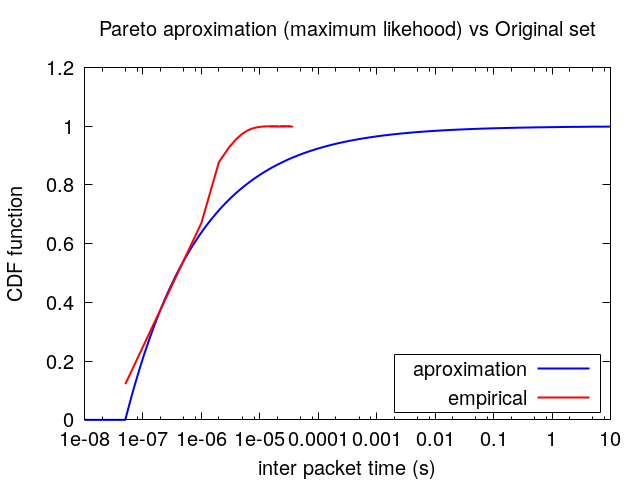 Pareto aproximation (maximum likehood) vs Original set
1.2
1
0.8
0.6
0.4
0.2
0
CDF function
aproximation
empirical
1e-08 1e-07 1e-06 1e-05 0.0001 0.001 0.01 0.1 1 10
inter packet time (s)